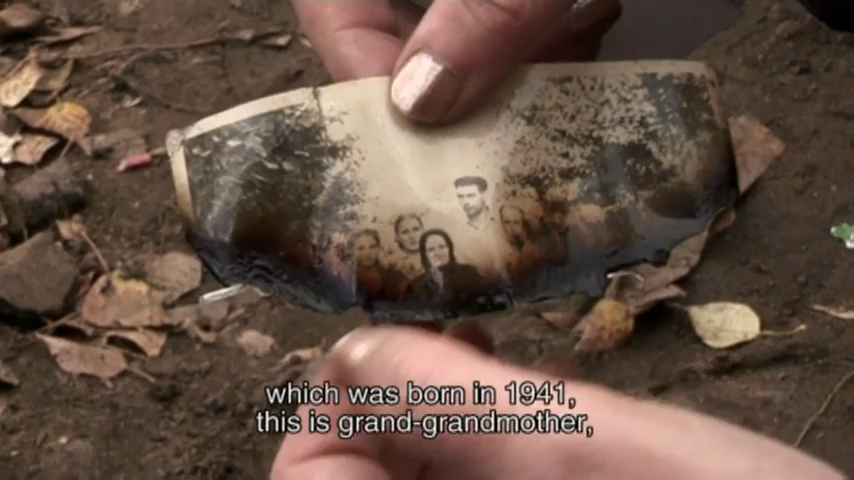 which was born in 1941,
this is grand-grandmother,